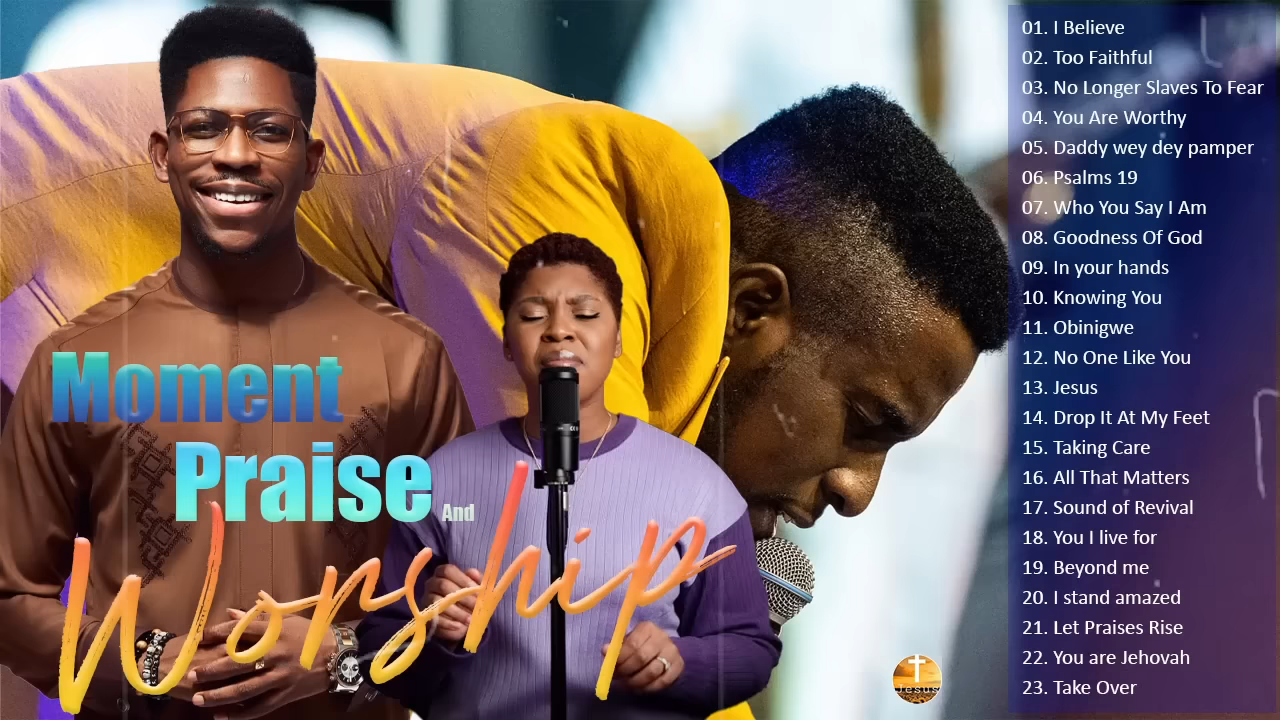 Moment
Praise And
Worship
Jesus
01. I Believe
02. Too Faithful
03. No Longer Slaves To Fear
04. You Are Worthy
05. Daddy wey dey pamper
06. Psalms 19
07. Who You Say I Am
08. Goodness Of God
09. In your hands
10. Knowing You
11. Obinigwe
12. No One Like You
13. Jesus
14. Drop It At My Feet
15. Taking Care
16. All That Matters
17. Sound of Revival
18. You I live for
19. Beyond me
20. I stand amazed
21. Let Praises Rise
22. You are Jehovah
23. Take Over